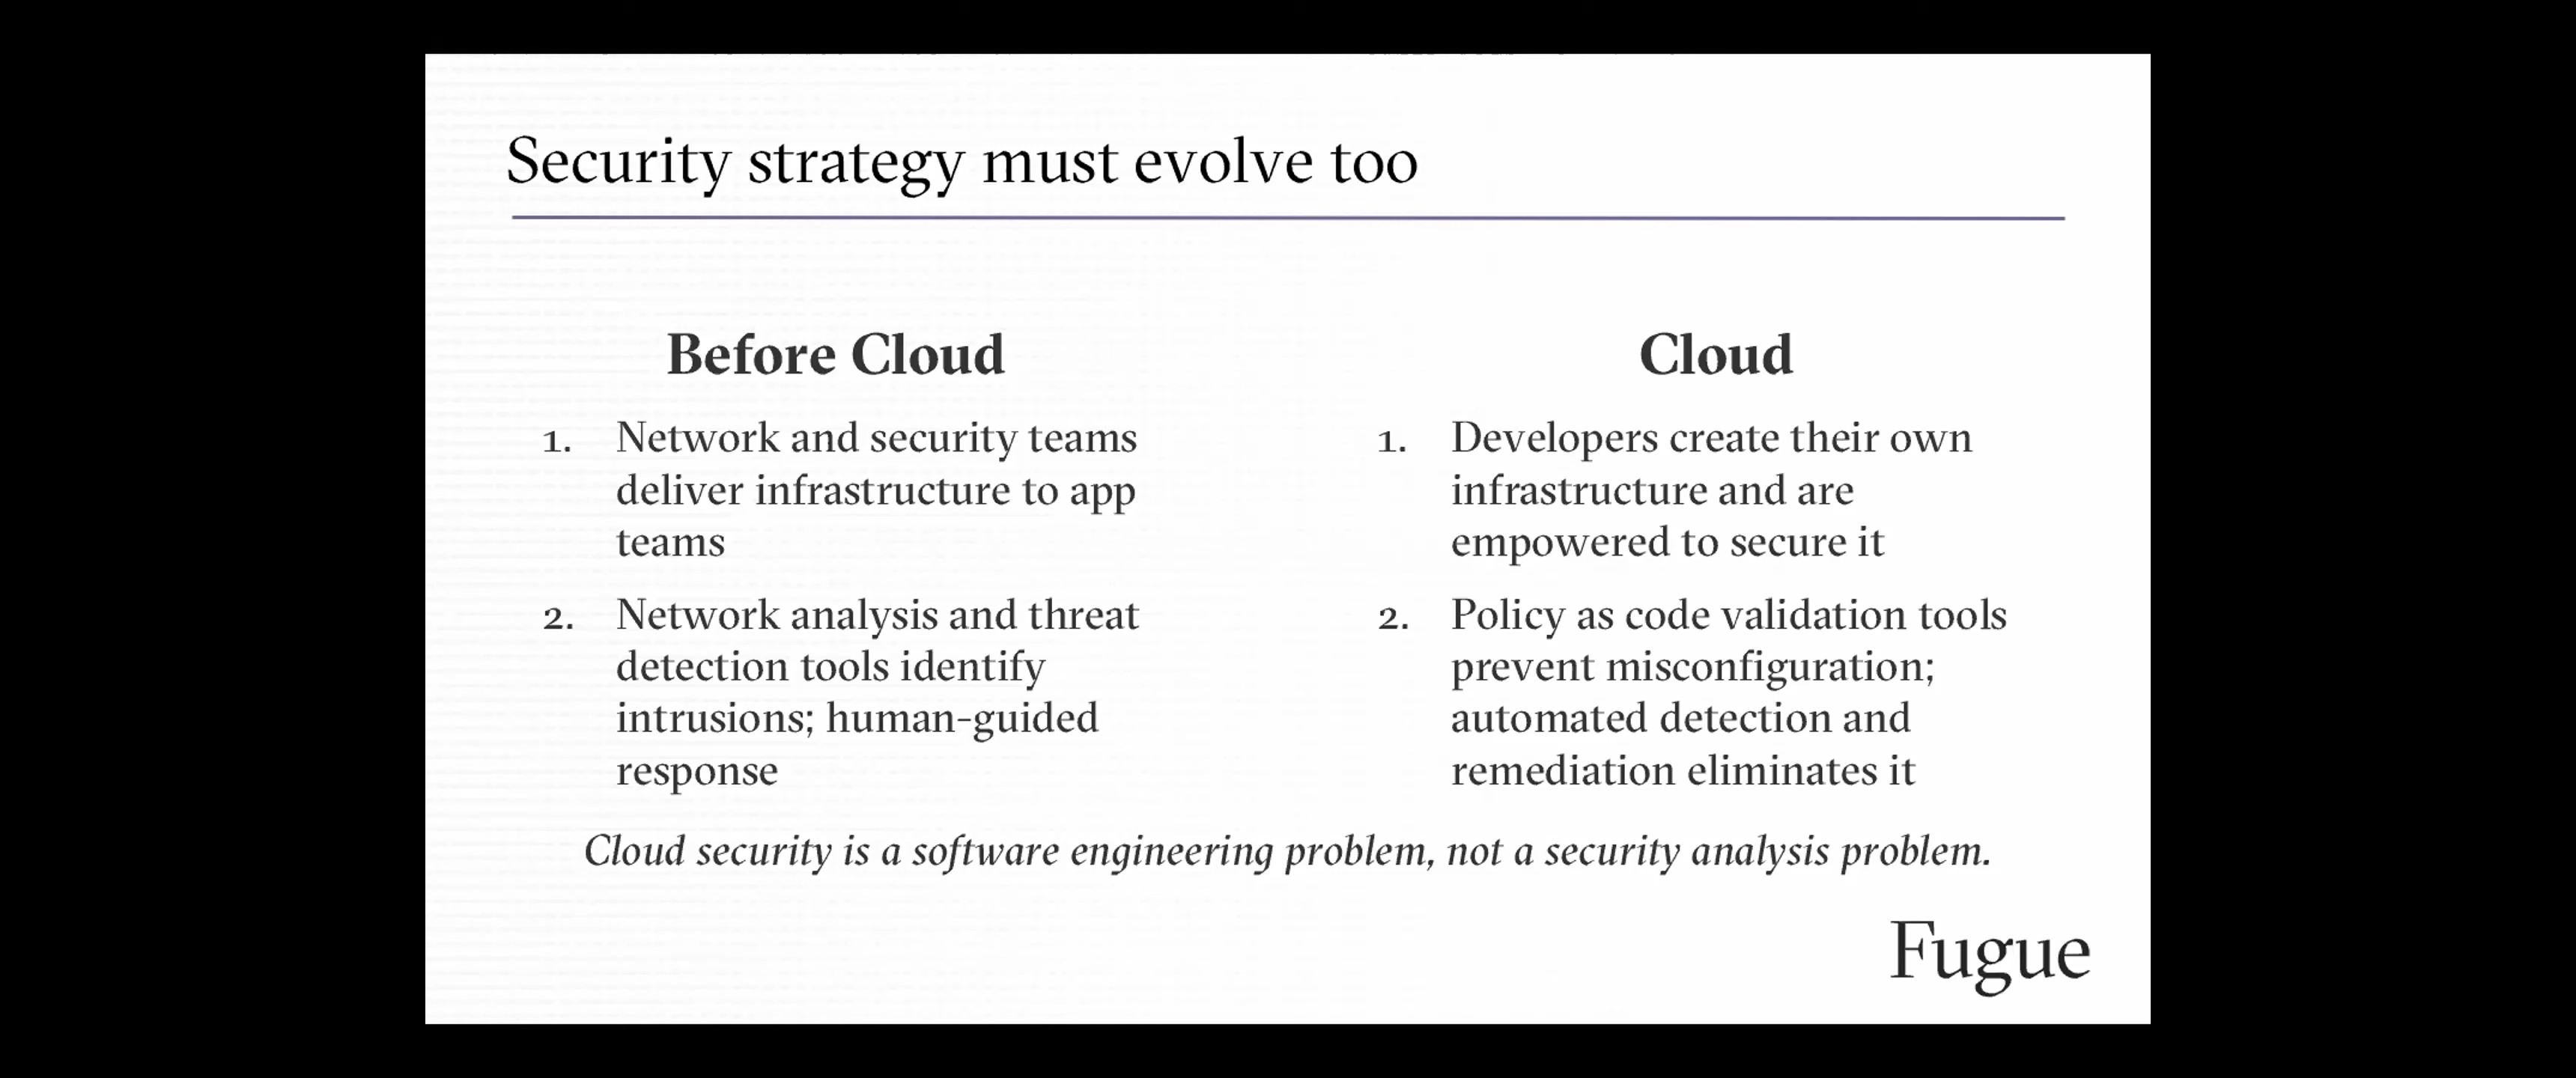 Security strategy must evolve too
Before Cloud
1. Network and security teams
deliver infrastructure to app
teams
2. Network analysis and threat
detection tools identify
intrusions; human-guided
response
Cloud
1. Developers create their own
infrastructure and are
empowered to secure it
2. Policy as code validation tools
prevent misconfiguration;
automated detection and
remediation eliminates it
Cloud security is a software engineering problem, not a security analysis problem.
Fugue